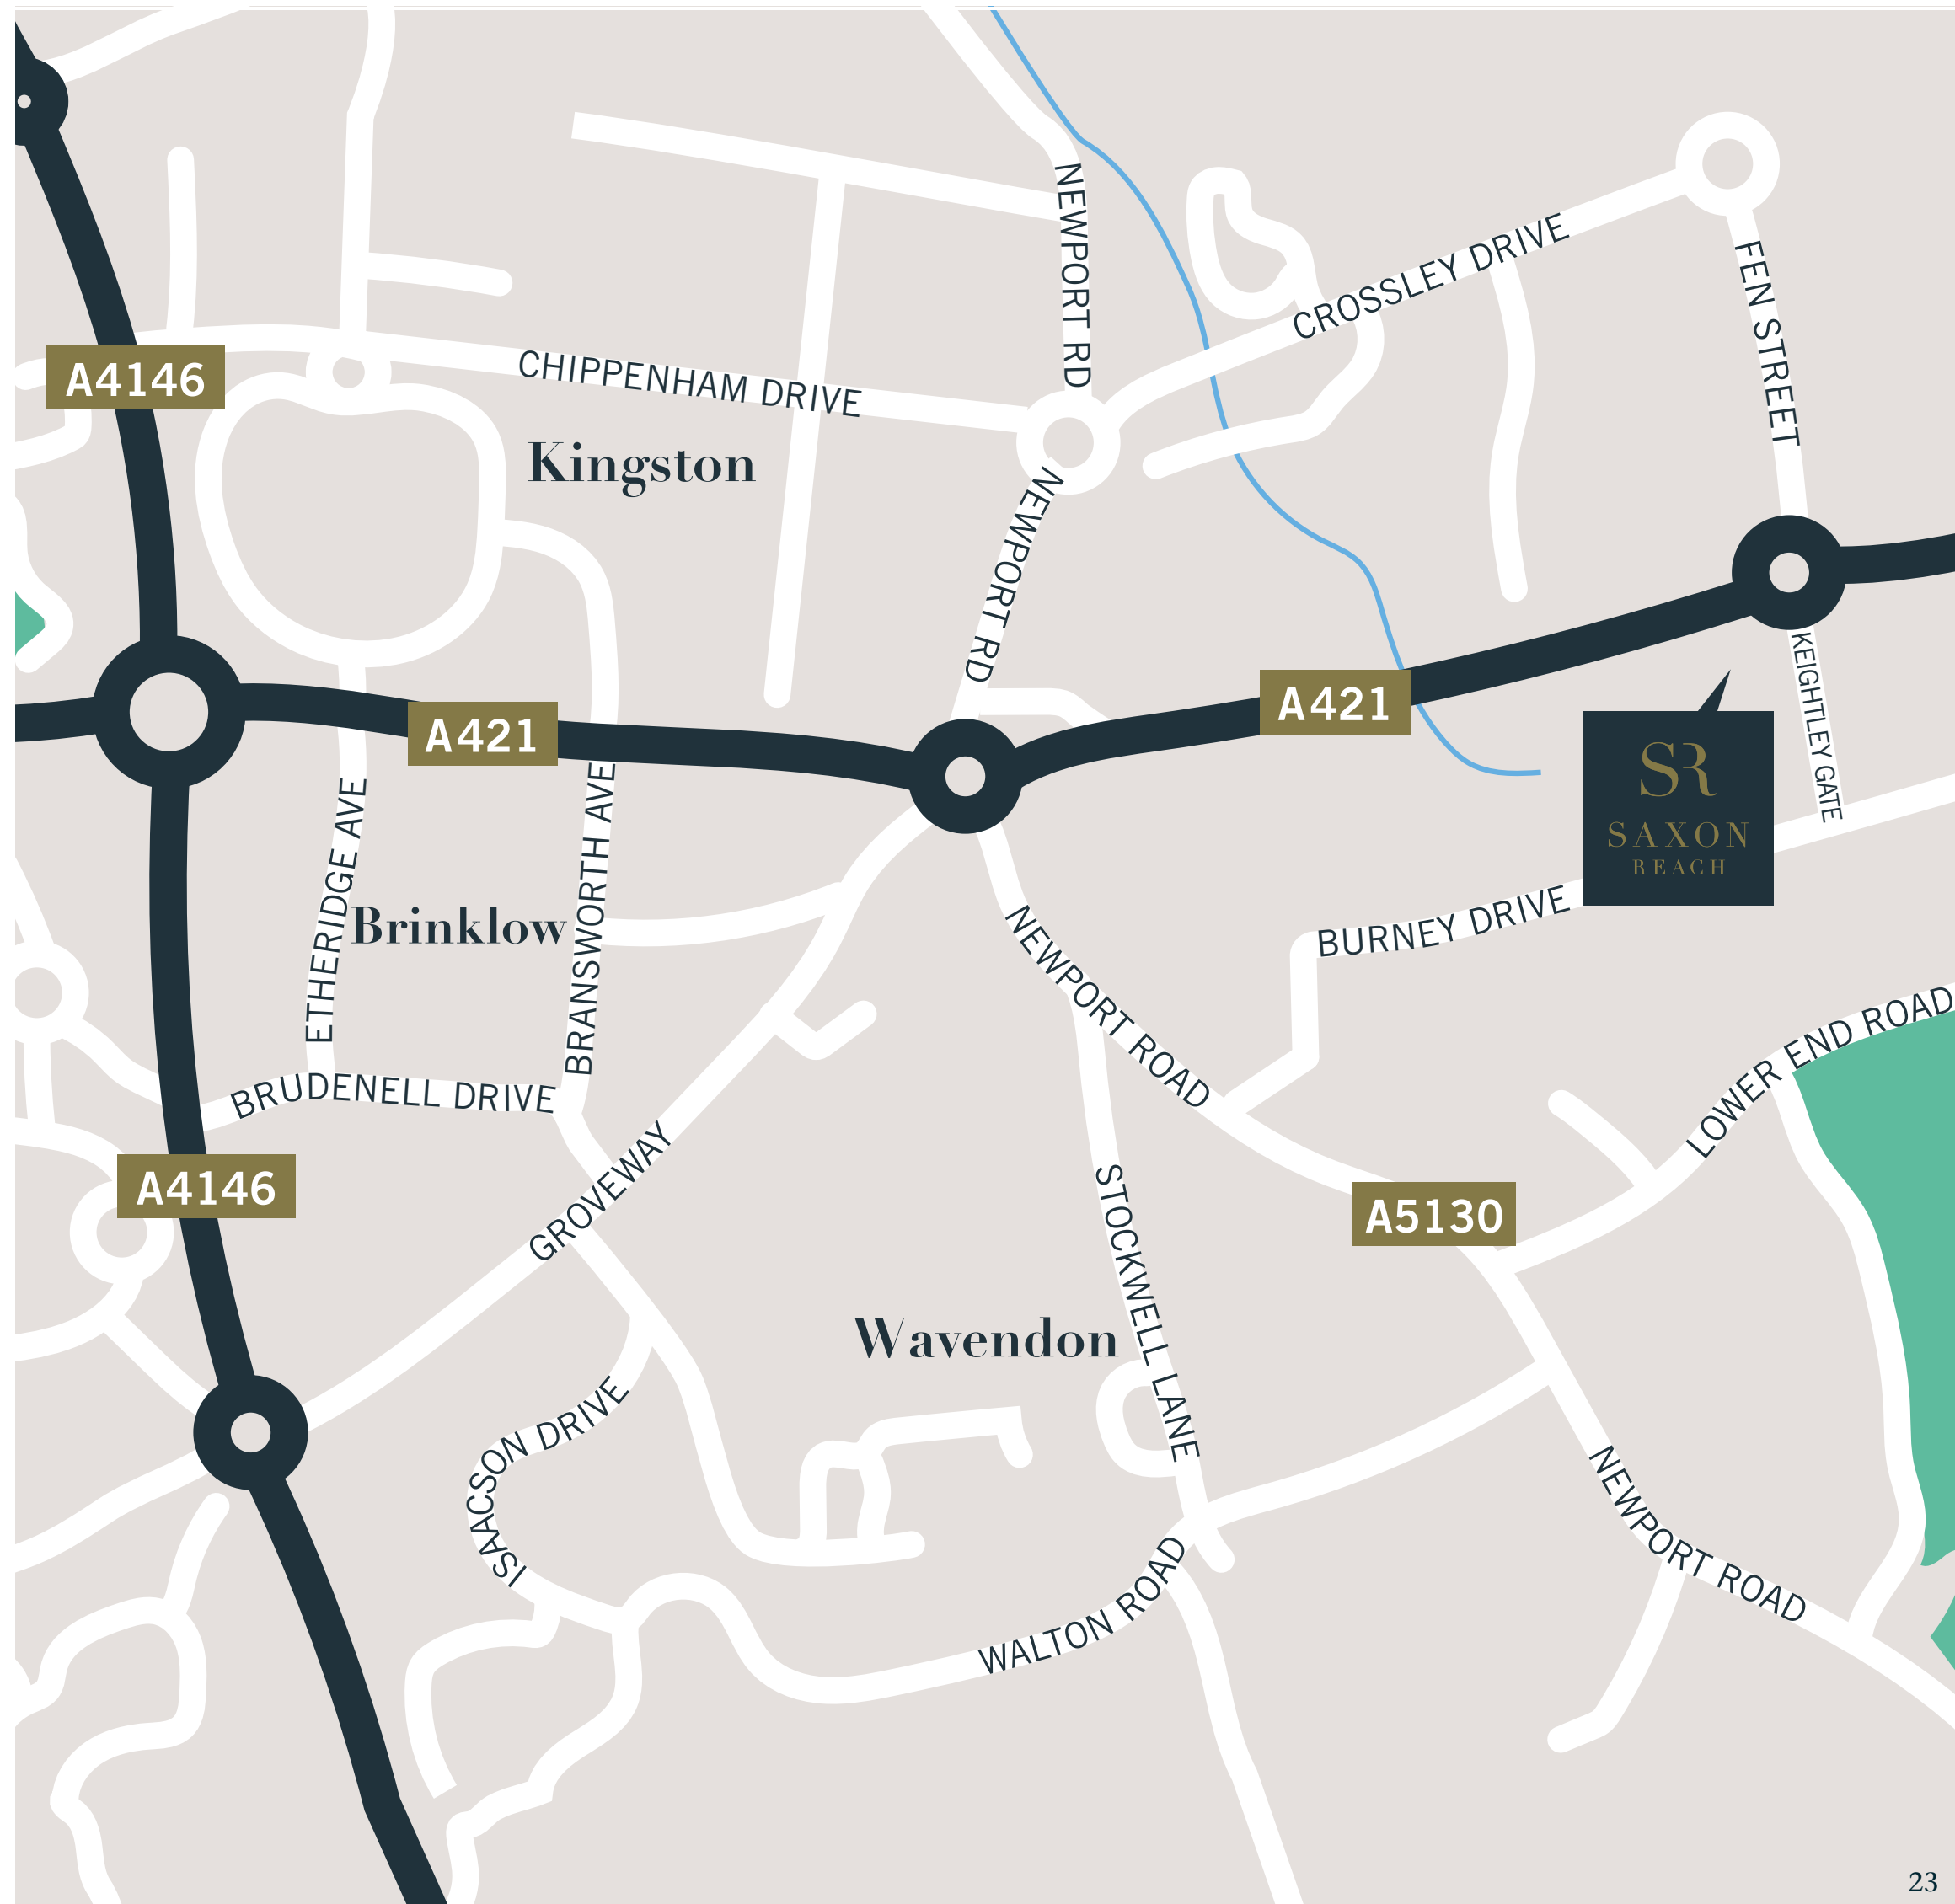 NEWPORT RD
CROSSLEY DRIVE
FEN STREET
A4146
CHIPPENHAM DRIVE
Kingston
NEWPORT RD
KEIGHTLEY GATE
A421
A421
SR
SAXON
REACH
ETHERIDGE AVE
BRANSWORTH AVE
Brinklow
BURNEY DRIVE
NEWPORT ROAD
LOWER END ROAD
BRUDENELL DRIVE
A4146
GROVEWAY
STOCKWELL LANE
A5130
Wavendon
ISAACSON DRIVE
NEWPORT ROAD
WALTON ROAD
23